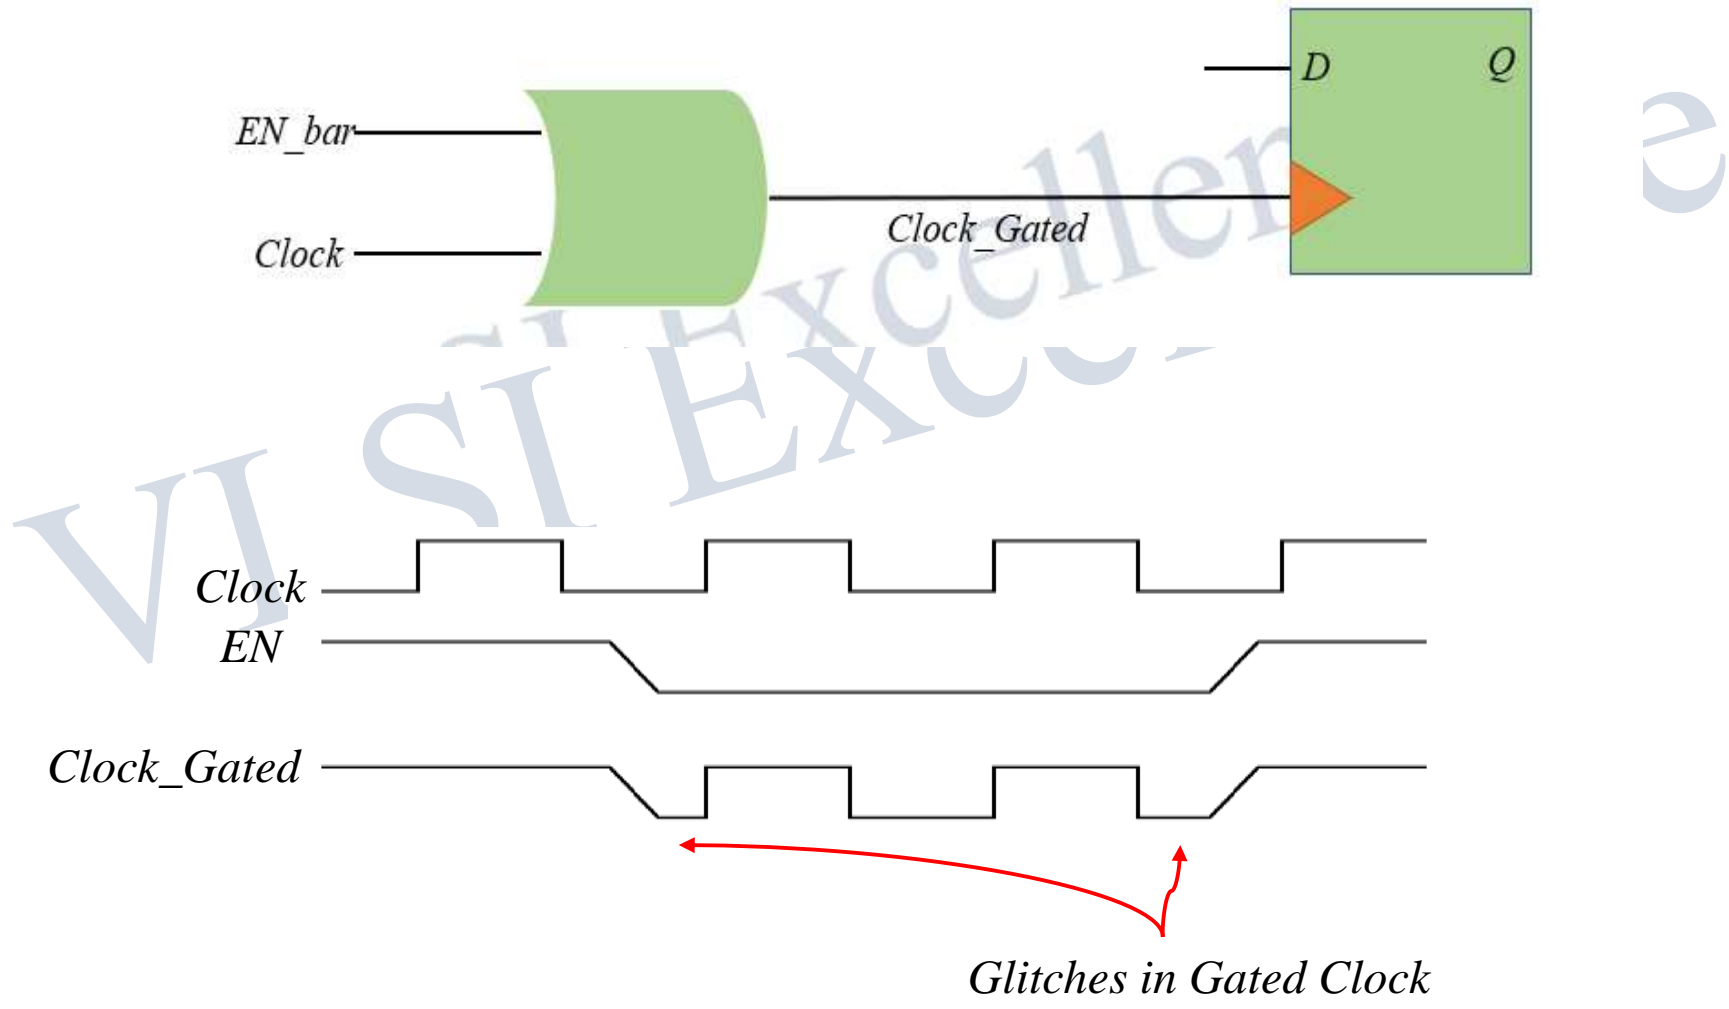 D Q
EN_bar
Clock
Clock_Gated
VLSI Excellence
Clock
EN
Clock_Gated
Glitches in Gated Clock